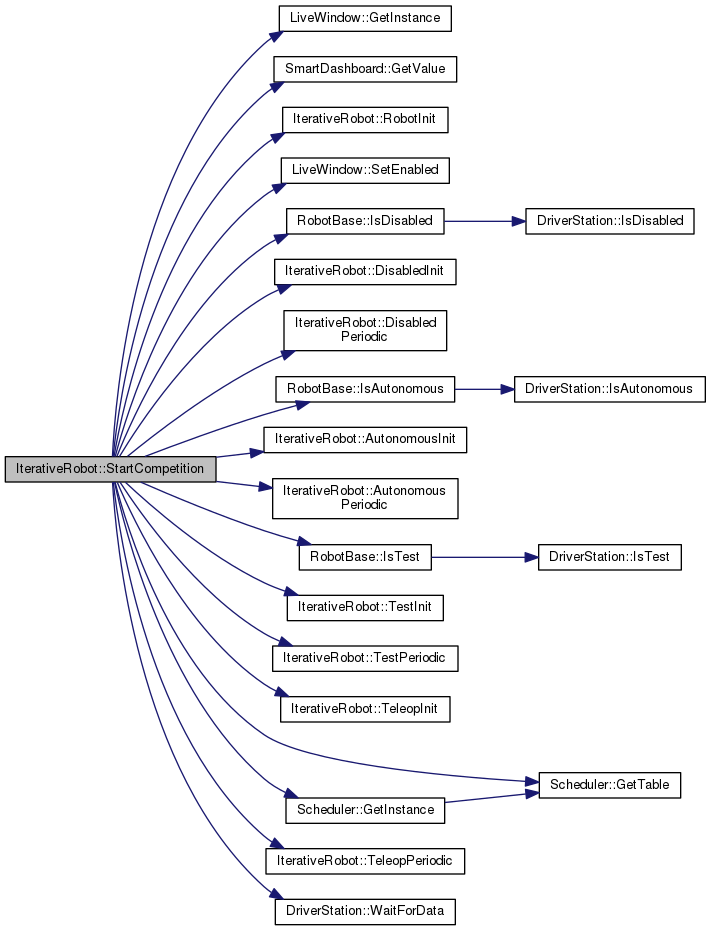 LiveWindow::GetInstance
SmartDashboard::GetValue
IterativeRobot::RobotInit
LiveWindow::SetEnabled
RobotBase::IsDisabled
DriverStation::IsDisabled
IterativeRobot::DisabledInit
IterativeRobot::Disabled
Periodic
RobotBase::IsAutonomous
DriverStation::IsAutonomous
IterativeRobot::AutonomousInit
IterativeRobot::StartCompetition
IterativeRobot::Autonomous
Periodic
RobotBase::IsTest
DriverStation::IsTest
IterativeRobot::TestInit
IterativeRobot::TestPeriodic
IterativeRobot::TeleopInit
Scheduler::GetTable
Scheduler::GetInstance
IterativeRobot::TeleopPeriodic
DriverStation::WaitForData